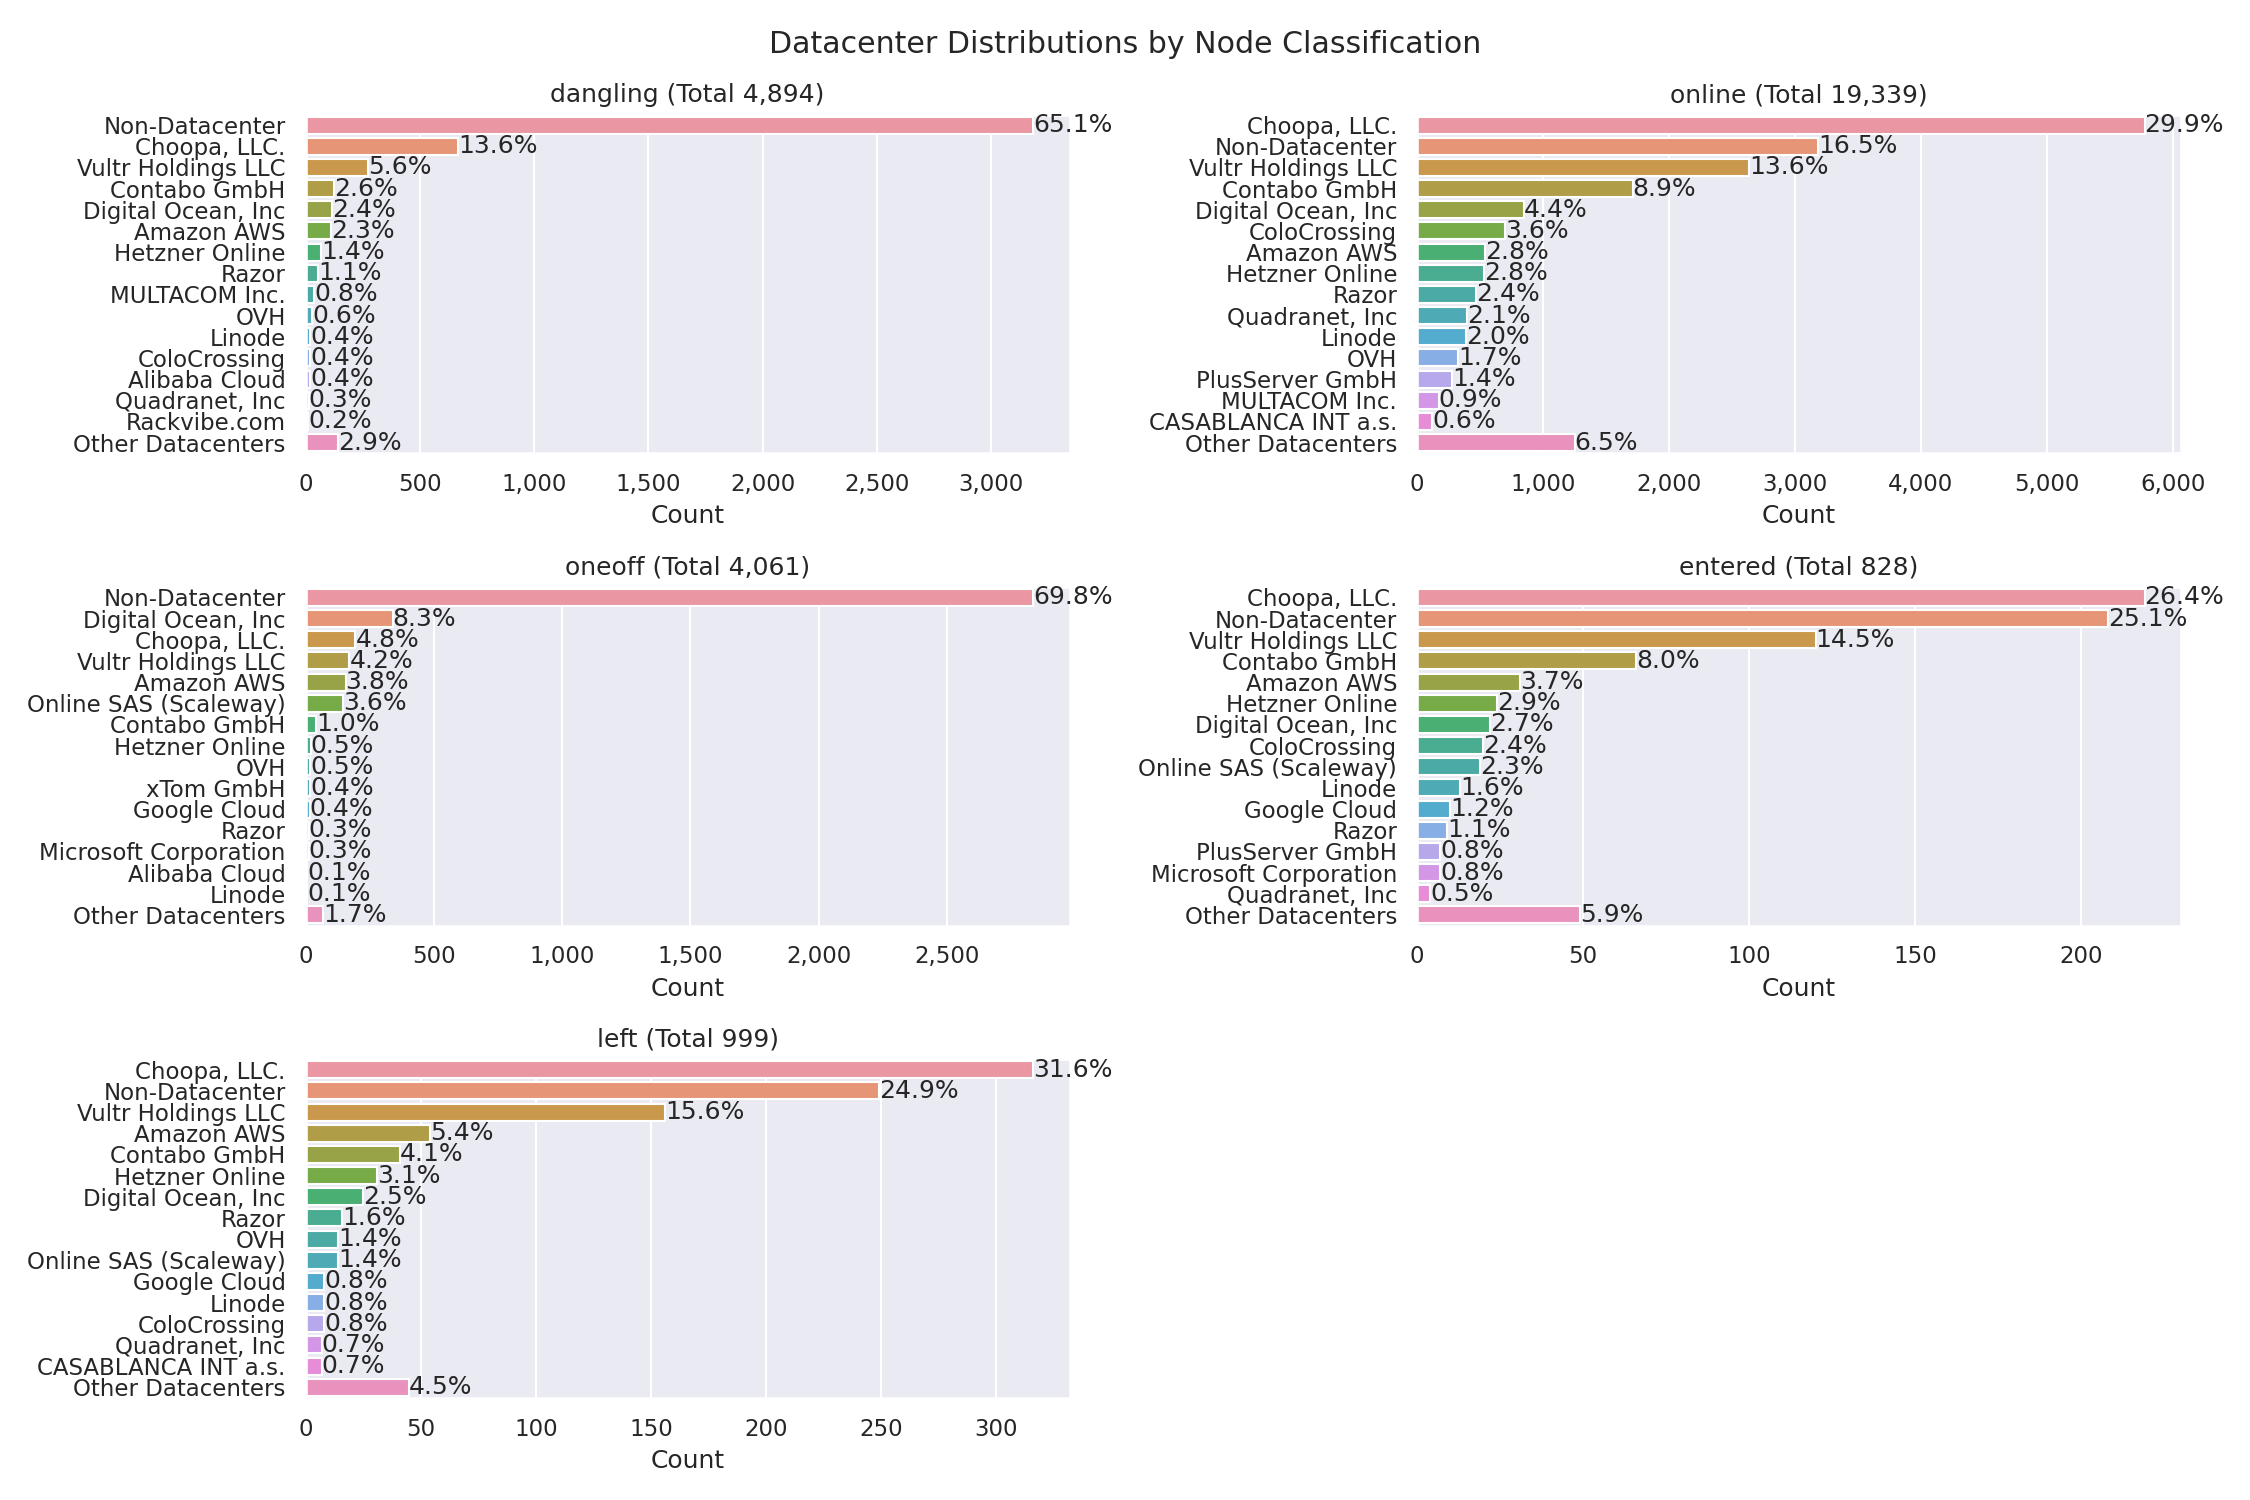 Datacenter Distributions by Node Classification
dangling (Total 4,894)
Non-Datacenter 65.1%
Choopa, LLC. 13.6%
Vultr Holdings LLC 5.6%
Contabo GmbH 2.6%
Digital Ocean, Inc 2.4%
Amazon AWS 2.3%
Hetzner Online 1.4%
Razor 1.1%
MULTACOM Inc. 0.8%
OVH 0.6%
Linode 0.4%
ColoCrossing 0.4%
Alibaba Cloud 0.4%
Quadranet, Inc 0.3%
Rackvibe.com 0.2%
Other Datacenters 2.9%
0 500 1,000 1,500 2,000 2,500 3,000
Count
online (Total 19,339)
Choopa, LLC. 29.9%
Non-Datacenter 16.5%
Vultr Holdings LLC 13.6%
Contabo GmbH 8.9%
Digital Ocean, Inc 4.4%
ColoCrossing 3.6%
Amazon AWS 2.8%
Hetzner Online 2.8%
Razor 2.4%
Quadranet, Inc 2.1%
Linode 2.0%
OVH 1.7%
PlusServer GmbH 1.4%
MULTACOM Inc. 0.9%
CASABLANCA INT a.s. 0.6%
Other Datacenters 6.5%
0 1,000 2,000 3,000 4,000 5,000 6,000
Count
oneoff (Total 4,061)
Non-Datacenter 69.8%
Digital Ocean, Inc 8.3%
Choopa, LLC. 4.8%
Vultr Holdings LLC 4.2%
Amazon AWS 3.8%
Online SAS (Scaleway) 3.6%
Contabo GmbH 1.0%
Hetzner Online 0.5%
OVH 0.5%
xTom GmbH 0.4%
Google Cloud 0.4%
Razor 0.3%
Microsoft Corporation 0.3%
Alibaba Cloud 0.1%
Linode 0.1%
Other Datacenters 1.7%
0 500 1,000 1,500 2,000 2,500
Count
entered (Total 828)
Choopa, LLC. 26.4%
Non-Datacenter 25.1%
Vultr Holdings LLC 14.5%
Contabo GmbH 8.0%
Amazon AWS 3.7%
Hetzner Online 2.9%
Digital Ocean, Inc 2.7%
ColoCrossing 2.4%
Online SAS (Scaleway) 2.3%
Linode 1.6%
Google Cloud 1.2%
Razor 1.1%
PlusServer GmbH 0.8%
Microsoft Corporation 0.8%
Quadranet, Inc 0.5%
Other Datacenters 5.9%
0 50 100 150 200
Count
left (Total 999)
Choopa, LLC. 31.6%
Non-Datacenter 24.9%
Vultr Holdings LLC 15.6%
Amazon AWS 5.4%
Contabo GmbH 4.1%
Hetzner Online 3.1%
Digital Ocean, Inc 2.5%
Razor 1.6%
OVH 1.4%
Online SAS (Scaleway) 1.4%
Google Cloud 0.8%
Linode 0.8%
ColoCrossing 0.8%
Quadranet, Inc 0.7%
CASABLANCA INT a.s. 0.7%
Other Datacenters 4.5%
0 50 100 150 200 250 300
Count